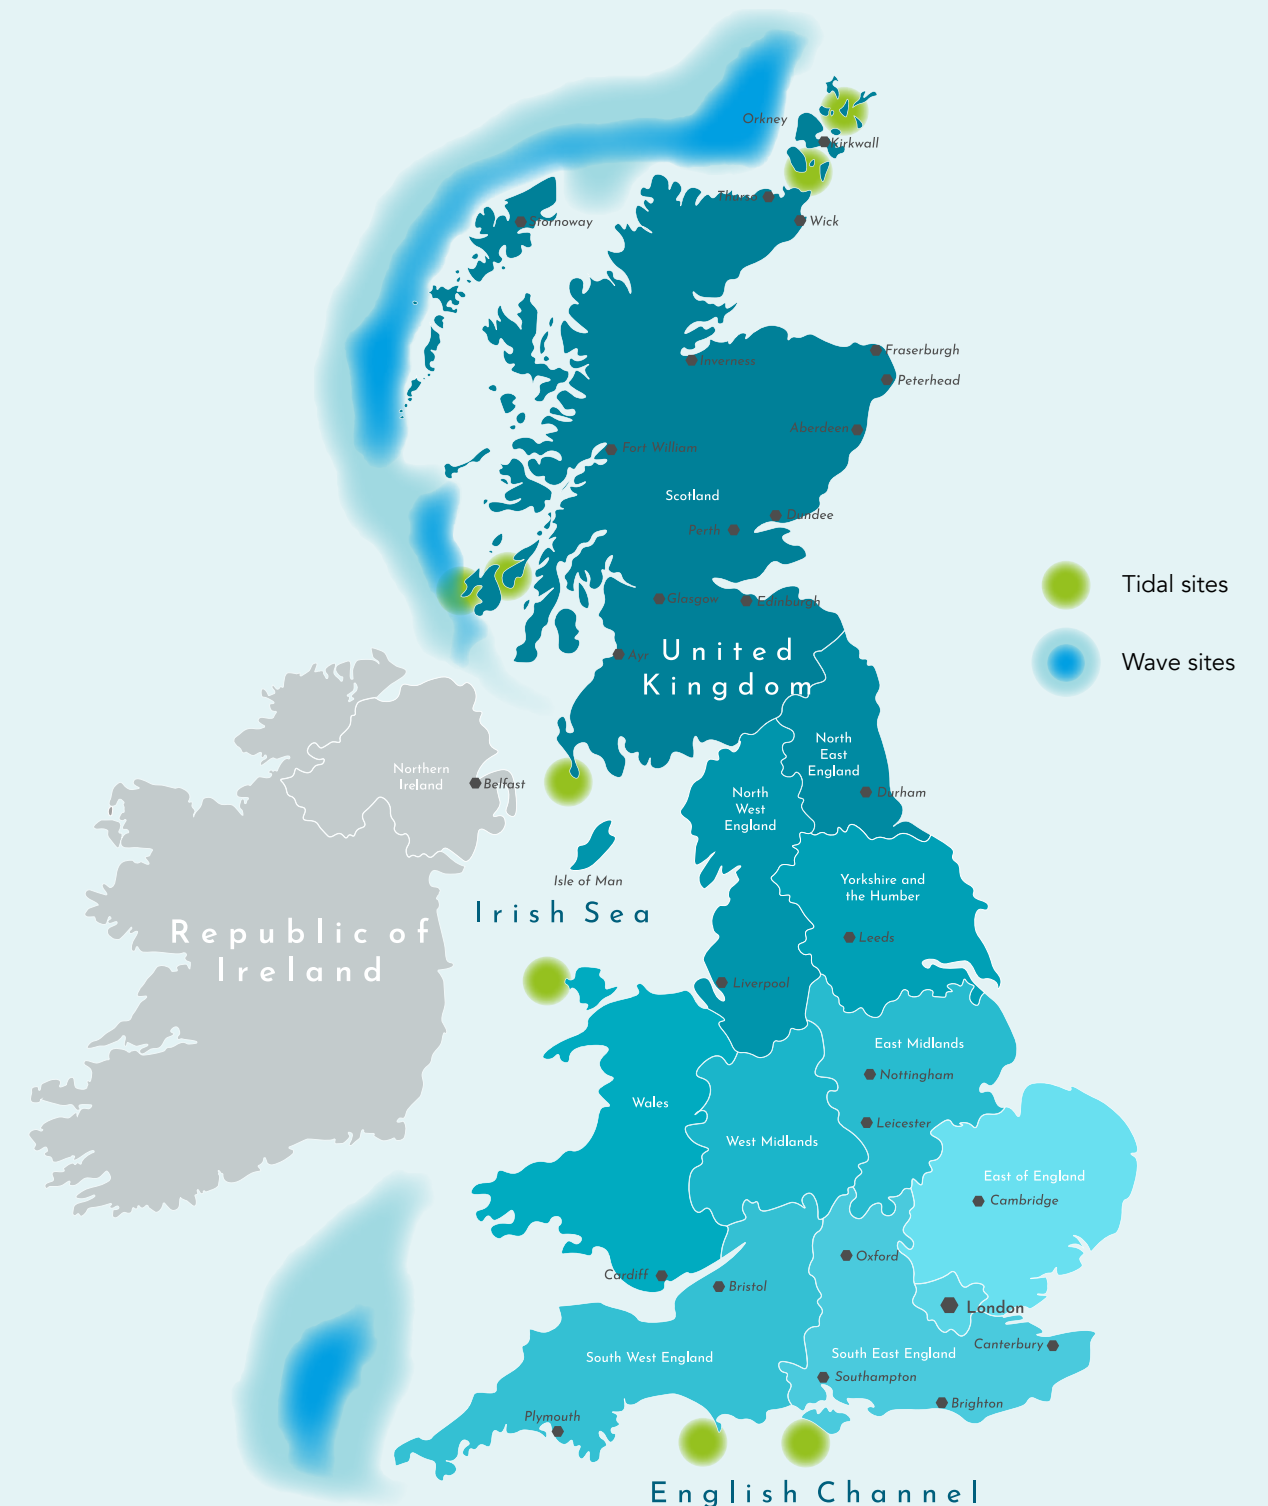 Orkney
Kirkwall
Thurso
Wick
Stornoway
Inverness
Fraserburgh
Peterhead
Aberdeen
Fort William
Scotland
Dundee
Perth
Tidal sites
Glasgow
Edinburgh
Ayr
United
Kingdom
Wave sites
North
East
England
Northern
Ireland
Belfast
North
West
England
Durham
Isle of Man
Irish Sea
Yorkshire and
the Humber
Republic of
Ireland
Leeds
Liverpool
East Midlands
Nottingham
Wales
Leicester
West Midlands
East of England
Cambridge
Oxford
Cardiff
Bristol
London
Canterbury
South West England
South East England
Southampton
Brighton
Plymouth
English Channel